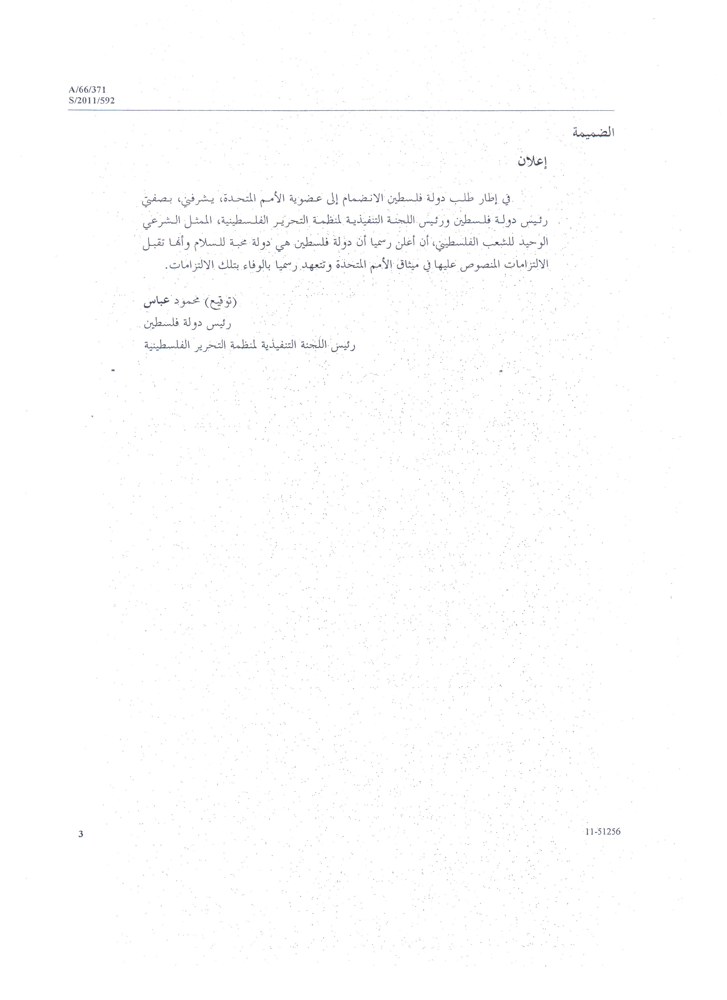 A/66/371
S/2011/592
الضميمة
إعلان
في إطار طلب دولة فلسطين الانضمام إلى عضوية الأمم المتحدة، يشرفني، بصفتي
رئيس دولة فلسطين ورئيس اللجنة التنفيذية لمنظمة التحرير الفلسطينية، الممثل الشرعي
الوحيد للشعب الفلسطيني، أن أعلن رسميا أن دولة فلسطين هي دولة محبة للسلام وأنها تقبل
الالتزامات المنصوص عليها في ميثاق الأمم المتحدة وتتعهد رسميا بالوفاء بتلك الالتزامات.
(توقيع) محمود عباس
رئيس دولة فلسطين
رئيس اللجنة التنفيذية لمنظمة التحرير الفلسطينية
11-51256
3